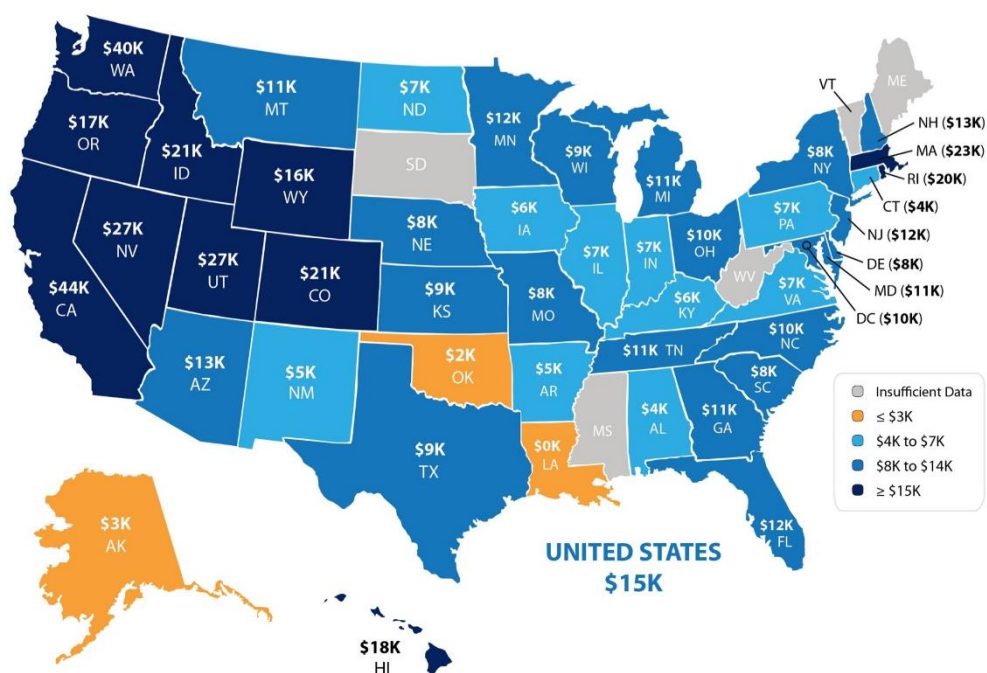 $40K
WA
$11K
MT
$7K
ND
$12K
MN
VT
ME
$17K
OR
$21K
ID
SD
$9K
WI
$8K
NY
NH ($13K)
MA ($23K)
RI ($20K)
CT ($4K)
NJ ($12K)
DE ($8K)
MD ($11K)
DC ($10K)
$16K
WY
$11K
MI
$8K
NE
$6K
IA
$7K
PA
$44K
CA
$27K
NV
$27K
UT
$21K
CO
$9K
KS
$8K
MO
$7K
IL
$7K
IN
$10K
OH
WV
$7K
VA
$6K
KY
$13K
AZ
$5K
NM
$2K
OK
$5K
AR
$11K TN
$10K
NC
$8K
SC
$9K
TX
$0K
LA
MS
$4K
AL
$11K
GA
$12K
FL
Insufficient Data
≤ $3K
$4K to $7K
$8K to $14K
≥ $15K
$3K
AK
$18K
HI
UNITED STATES
$15K